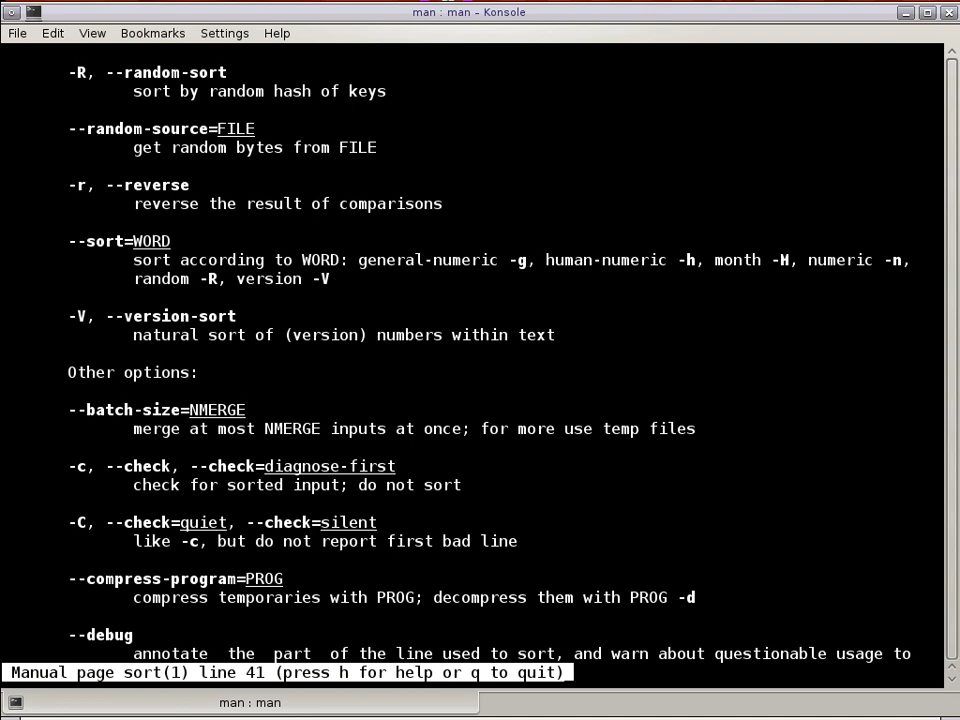 man : man – Konsole
File Edit View Bookmarks Settings Help
-R, --random-sort
sort by random hash of keys
--random-source=FILE
get random bytes from FILE
-r, --reverse
reverse the result of comparisons
--sort=WORD
sort according to WORD: general-numeric -g, human-numeric -h, month -M, numeric -n,
random -R, version -V
-V, --version-sort
natural sort of (version) numbers within text
Other options:
--batch-size=NMERGE
merge at most NMERGE inputs at once; for more use temp files
-c, --check, --check=diagnose-first
check for sorted input; do not sort
-C, --check=quiet, --check=silent
like -c, but do not report first bad line
--compress-program=PROG
compress temporaries with PROG; decompress them with PROG -d
--debug
annotate the part of the line used to sort, and warn about questionable usage to
Manual page sort(1) line 41 (press h for help or q to quit)
man : man